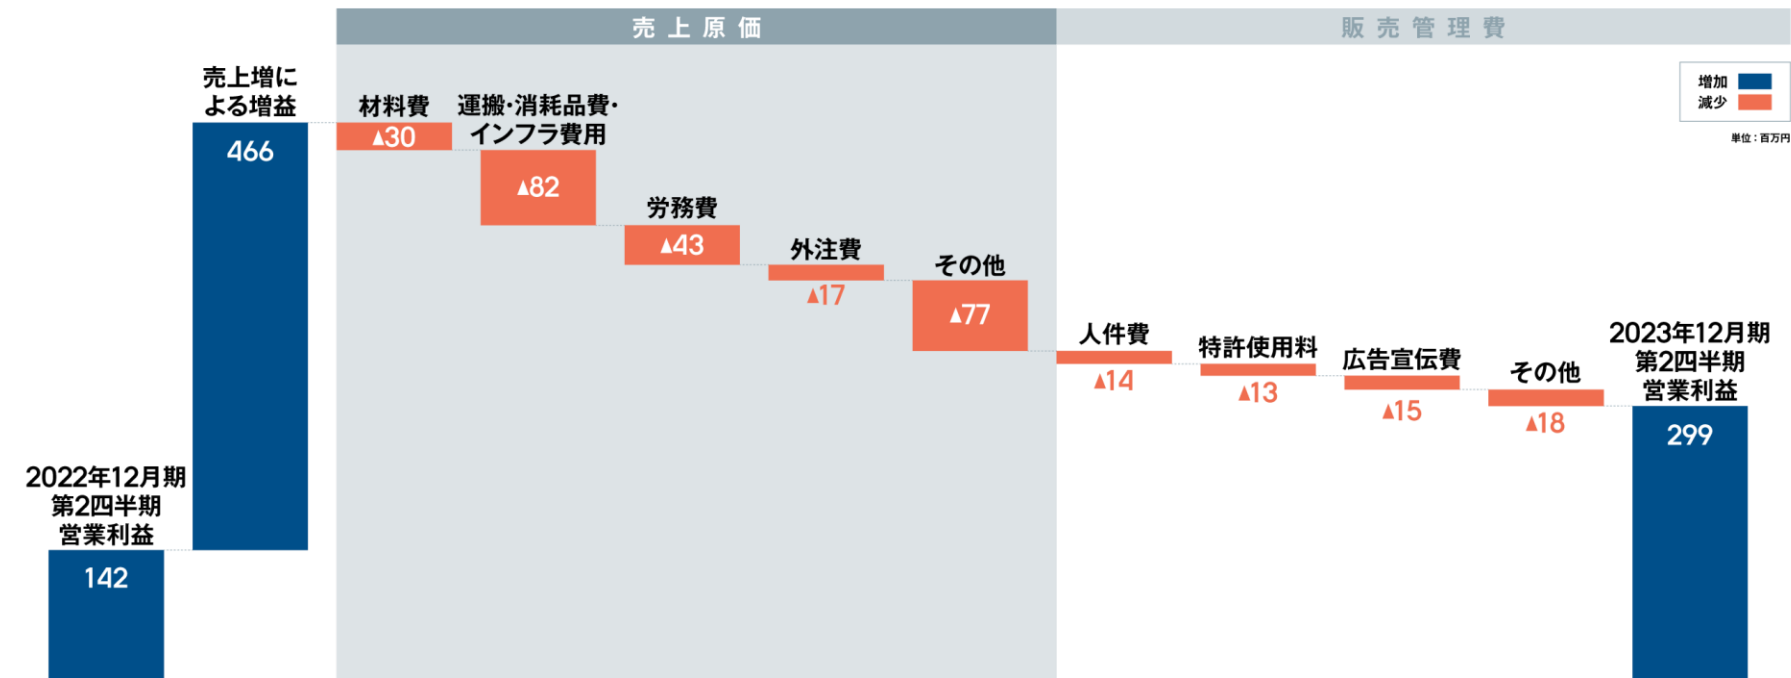 売上原価
販売管理費
増加
減少
単位：百万円
売上増に
よる増益
466
材料費
▲30
運搬・消耗品費・
インフラ費用
▲82
労務費
▲43
外注費
▲17
その他
▲77
人件費
▲14
特許使用料
▲13
広告宣伝費
▲15
その他
▲18
2023年12月期
第2四半期
営業利益
299
2022年12月期
第2四半期
営業利益
142